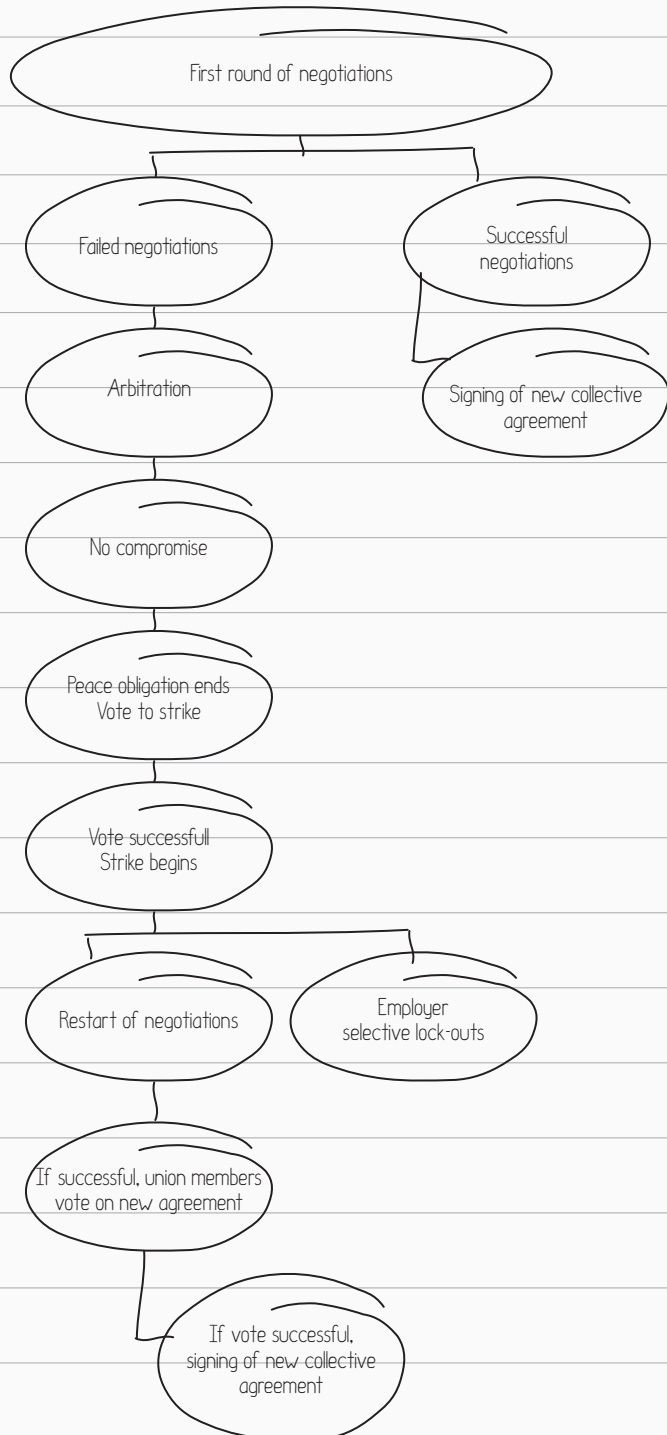 First round of negotiations
Failed negotiations
Successful
negotiations
Arbitration
Signing of new collective
agreement
No compromise
Peace obligation ends
Vote to strike
Vote successfull
Strike begins
Restart of negotiations
Employer
selective lock-outs
If successful, union members
vote on new agreement
If vote successful,
signing of new collective
agreement